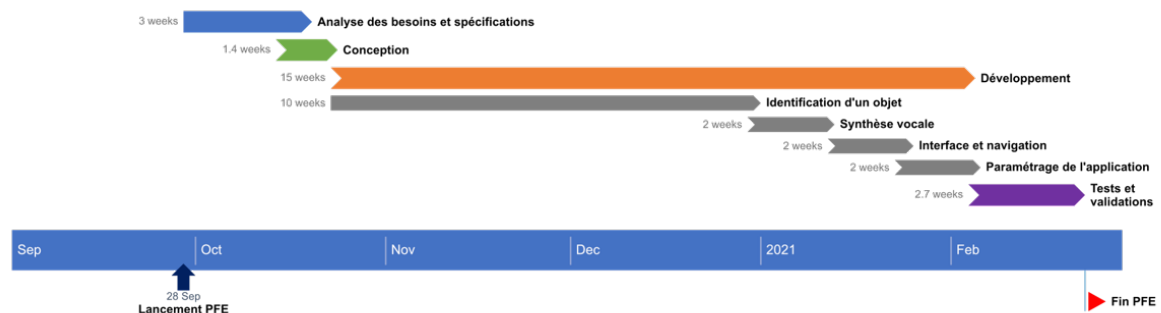 3 weeks Analyse des besoins et spécifications
1.4 weeks Conception
15 weeks Développement
10 weeks Identification d'un objet
2 weeks Synthèse vocale
2 weeks Interface et navigation
2 weeks Paramétrage de l'application
2.7 weeks Tests et
validations
Sep Oct Nov Dec 2021 Feb
28 Sep
Lancement PFE
Fin PFE